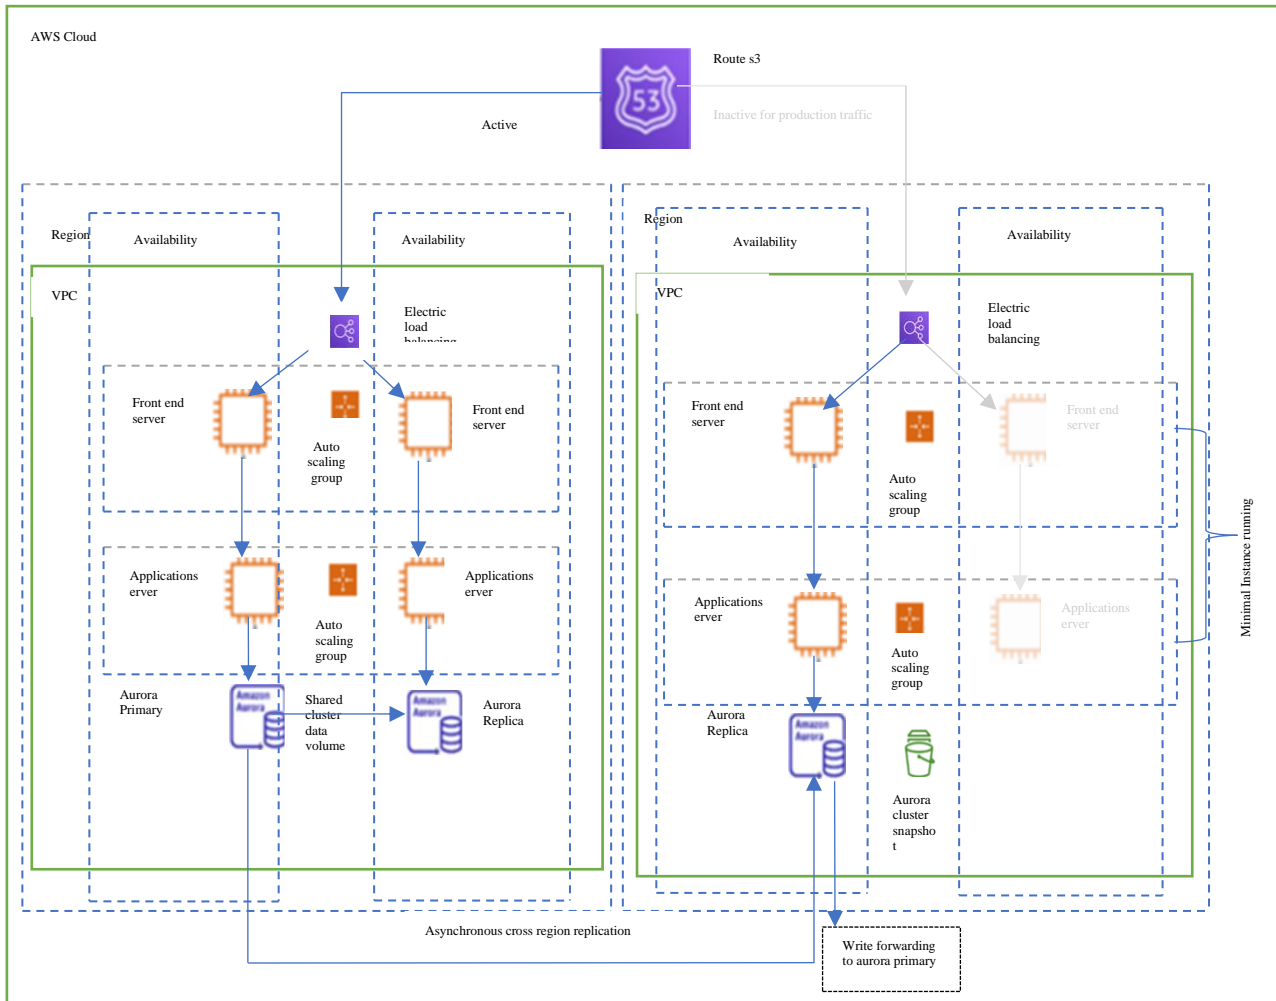 AWS Cloud
Route s3
53
Active
Inactive for production traffic
Region
Availability
Availability
VPC
Electric
load
balancing
Front end
server
Front end
server
Auto
scaling
group
Applications
erver
Applications
erver
Auto
scaling
group
Aurora
Primary
Amazon
Aurora
Shared
cluster
data
volume
Amazon
Aurora
Aurora
Replica
Region
Availability
Availability
VPC
Electric
load
balancing
Front end
server
Front end
server
Auto
scaling
group
Applications
erver
Applications
erver
Auto
scaling
group
Minimal Instance running
Aurora
Replica
Amazon
Aurora
Aurora
cluster
snapsho
t
Asynchronous cross region replication
Write forwarding
to aurora primary